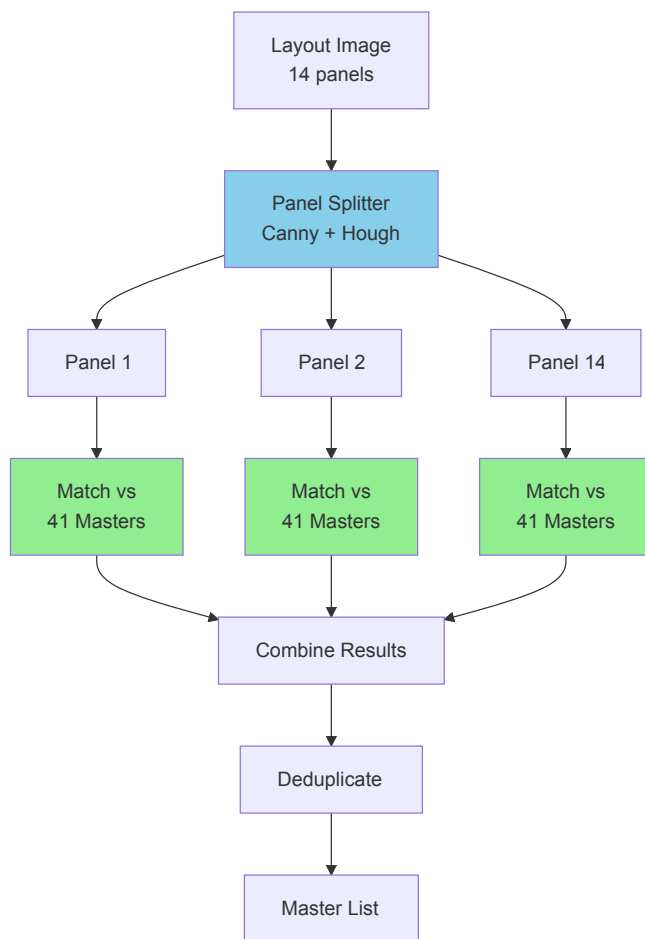 Layout Image
14 panels
Panel Splitter
Canny + Hough
Panel 1
Panel 2
Panel 14
Match vs
41 Masters
Match vs
41 Masters
Match vs
41 Masters
Combine Results
Deduplicate
Master List